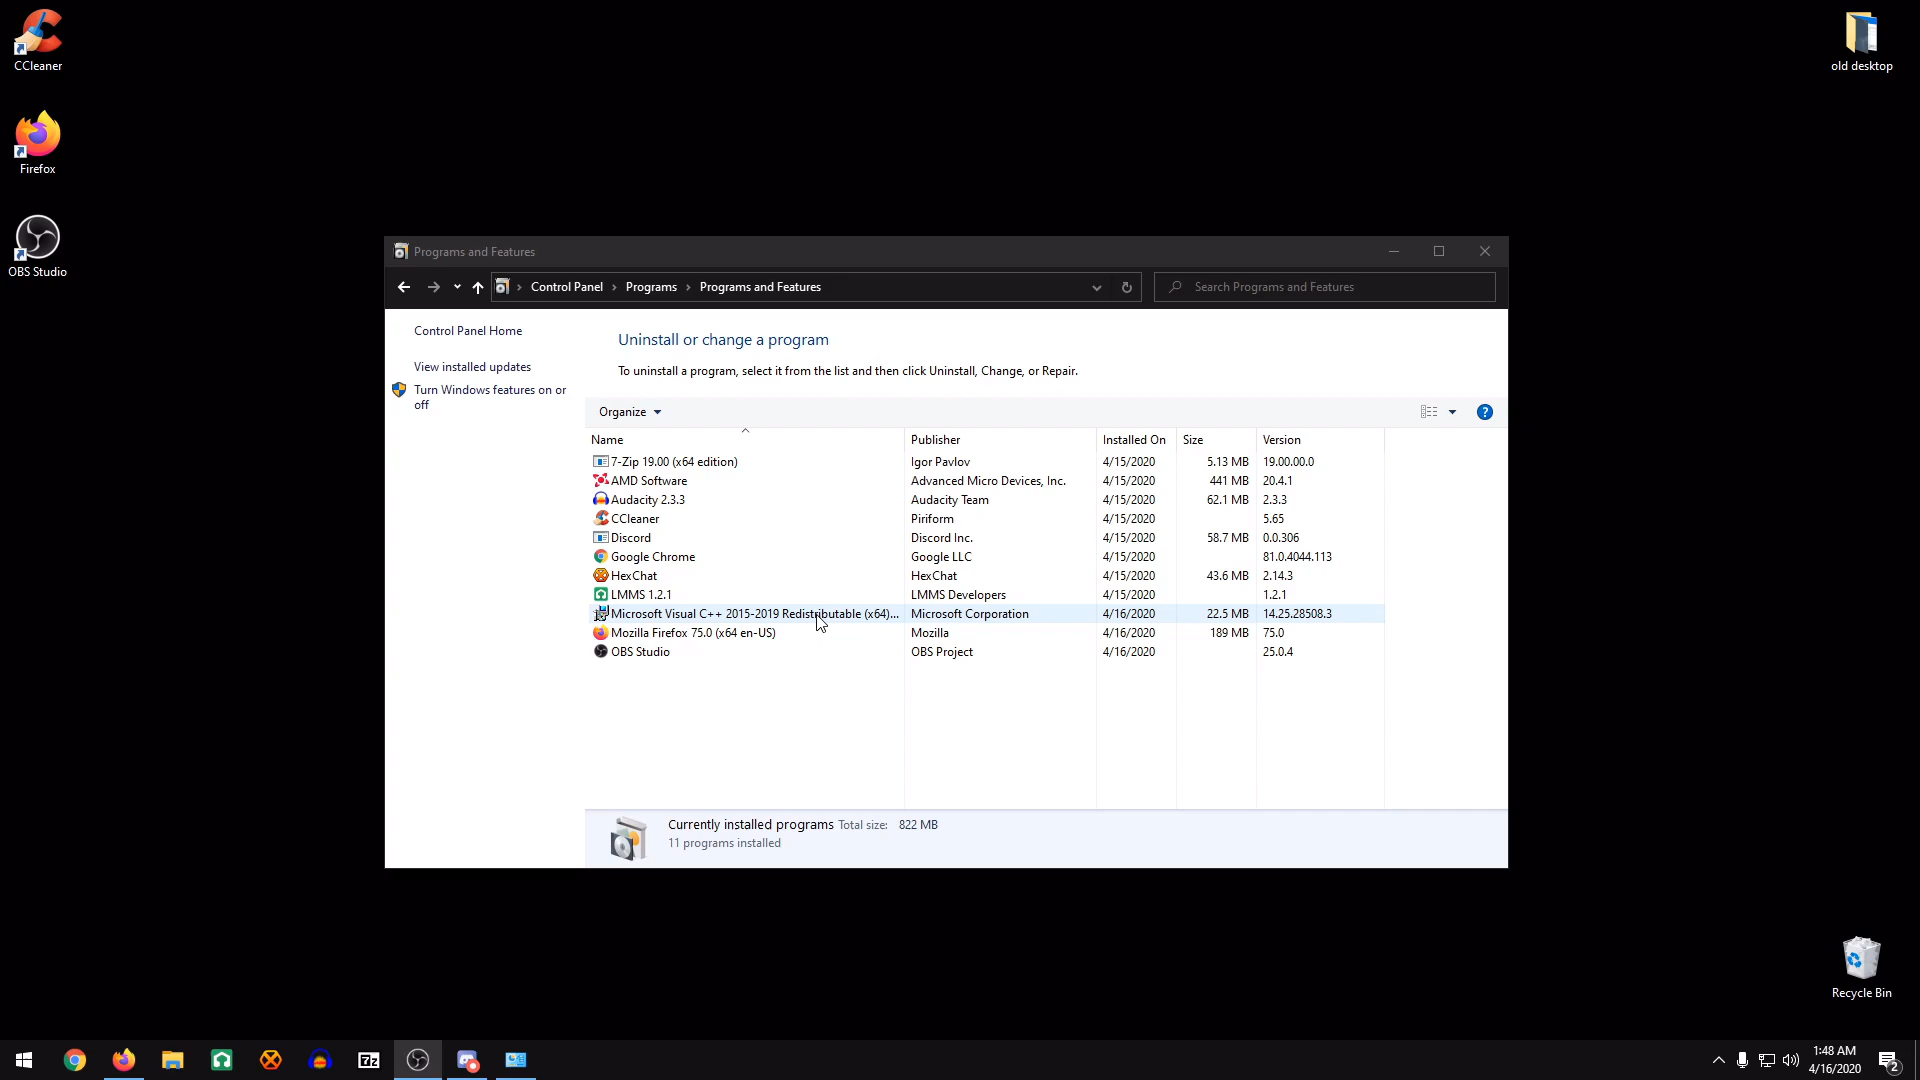 CCleaner
Firefox
OBS Studio
old desktop
Programs and Features
Control Panel
Programs
Programs and Features
Search Programs and Features
Control Panel Home
View installed updates
Turn Windows features on or
off
Uninstall or change a program
To uninstall a program, select it from the list and then click Uninstall, Change, or Repair.
Organize
Name Publisher Installed On Size Version
7-Zip 19.00 (x64 edition) Igor Pavlov 4/15/2020 5.13 MB 19.00.00.0
AMD Software Advanced Micro Devices, Inc. 4/15/2020 441 MB 20.4.1
Audacity 2.3.3 Audacity Team 4/15/2020 62.1 MB 2.3.3
CCleaner Piriform 4/15/2020 5.65
Discord Discord Inc. 4/15/2020 58.7 MB 0.0.306
Google Chrome Google LLC 4/15/2020 81.0.4044.113
HexChat HexChat 4/15/2020 43.6 MB 2.14.3
LMMS 1.2.1 LMMS Developers 4/15/2020 1.2.1
Microsoft Visual C++ 2015-2019 Redistributable (x64)... Microsoft Corporation 4/16/2020 22.5 MB 14.25.28508.3
Mozilla Firefox 75.0 (x64 en-US) Mozilla 4/16/2020 189 MB 75.0
OBS Studio OBS Project 4/16/2020 25.0.4
Currently installed programs Total size: 822 MB
11 programs installed
Recycle Bin
7z
1:48 AM
4/16/2020
2